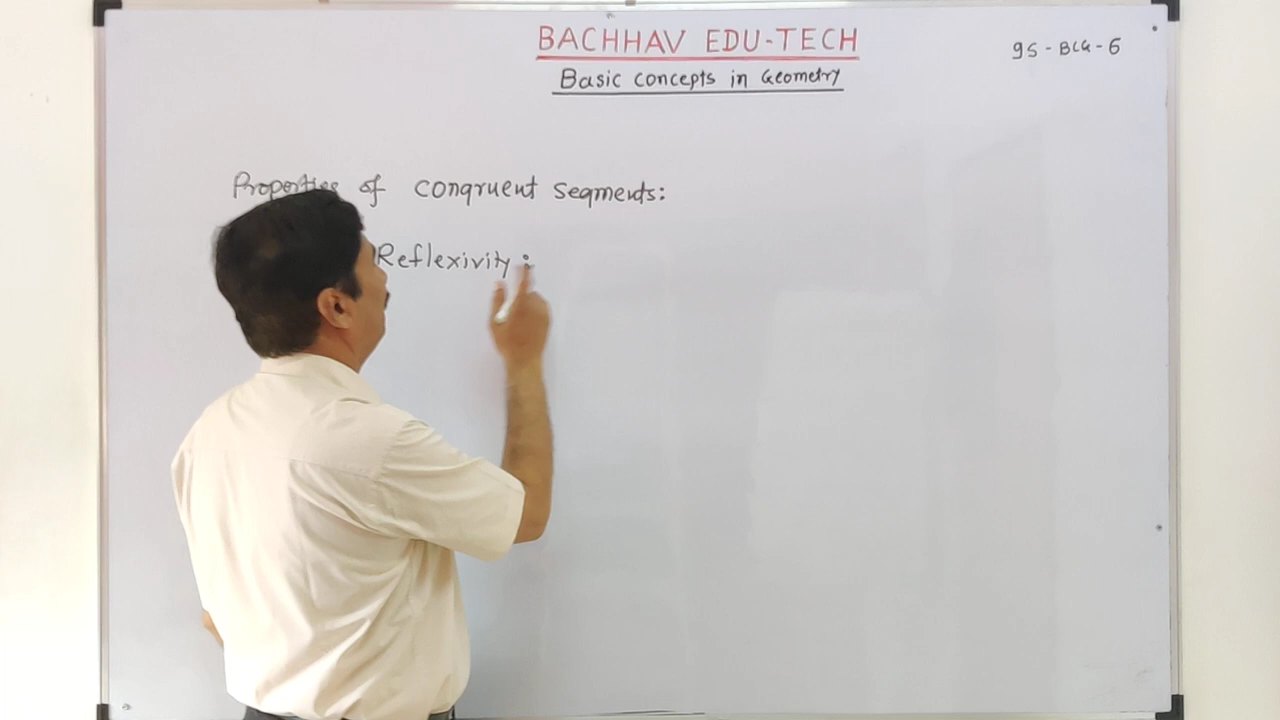 BACHHAV EDU-TECH
9S - BCG - 6
Basic concepts in Geometry
Properties of congruent segments:
Reflexivity :